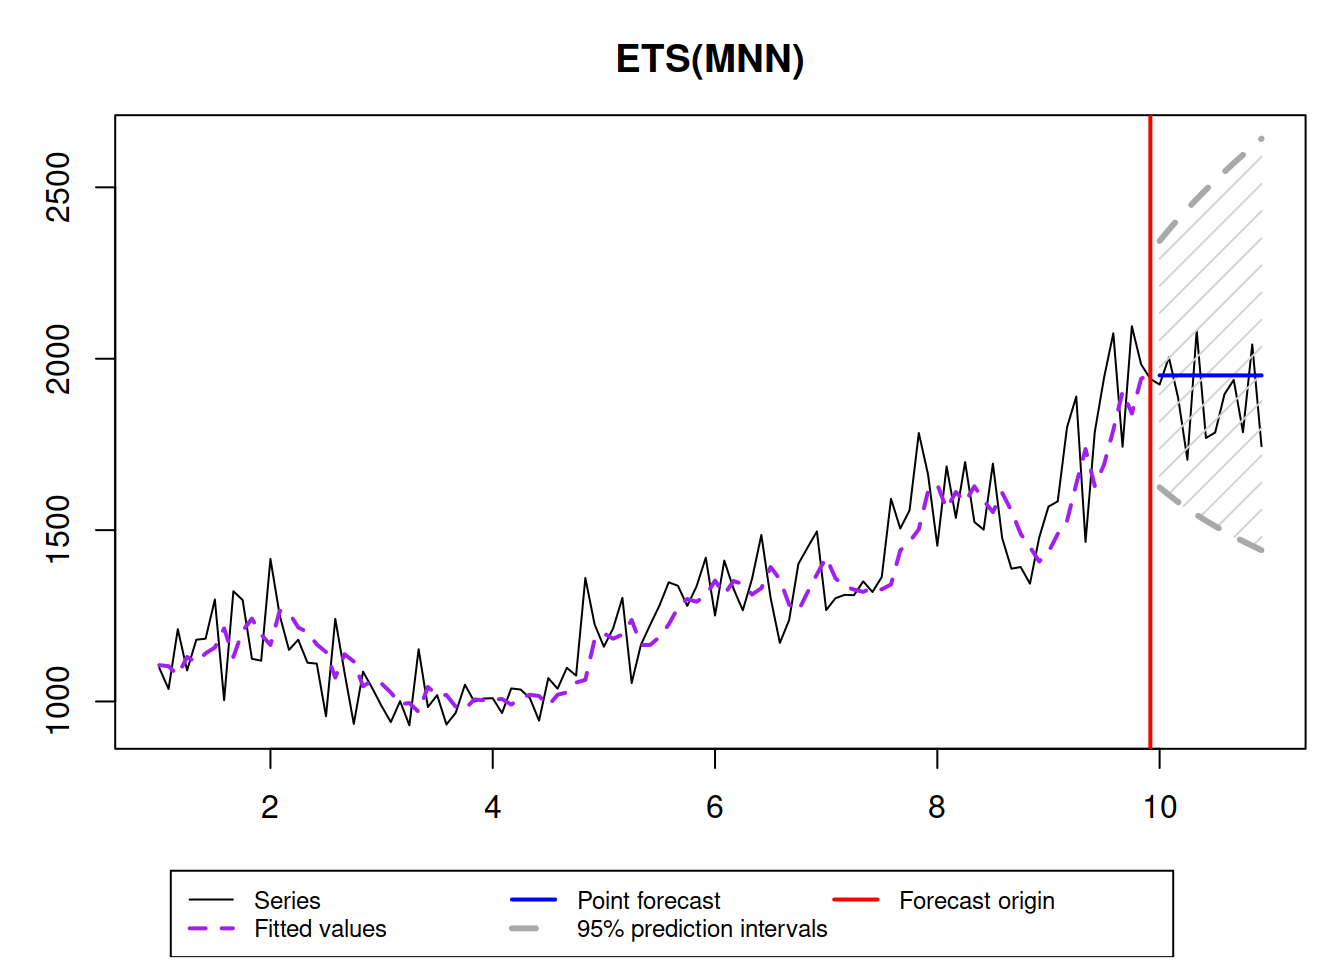 ETS(MNN)
2500
2000
1500
1000
2 4 6 8 10
Series Point forecast Forecast origin
Fitted values 95% prediction intervals